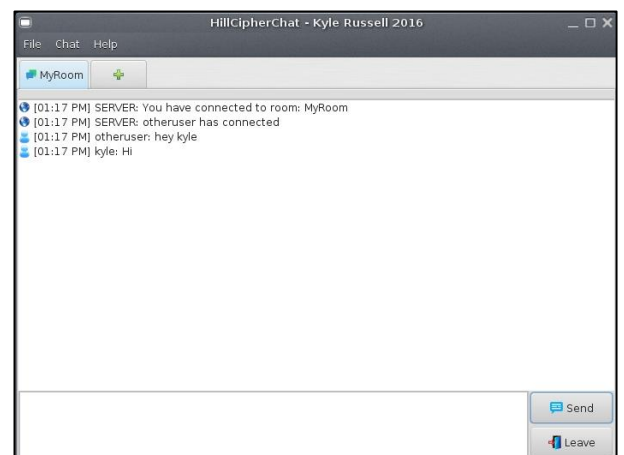 HillCipherChat - Kyle Russell 2016
File Chat Help
MyRoom
[01:17 PM] SERVER: You have connected to room: MyRoom
[01:17 PM] SERVER: otheruser has connected
[01:17 PM] otheruser: hey kyle
[01:17 PM] kyle: Hi
Send
Leave